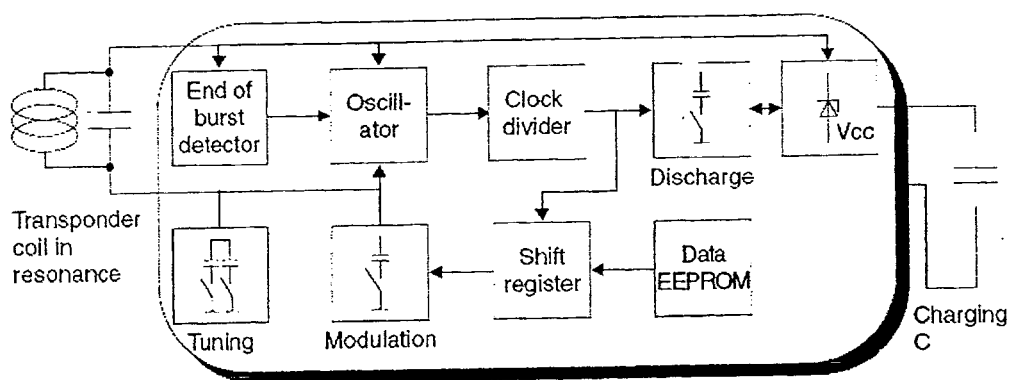 End of
burst
detector
Oscill-
ator
Clock
divider
Vcc
Discharge
Transponder
coil in
resonance
Shift
register
Data
EEPROM
Tuning
Modulation
Charging
C